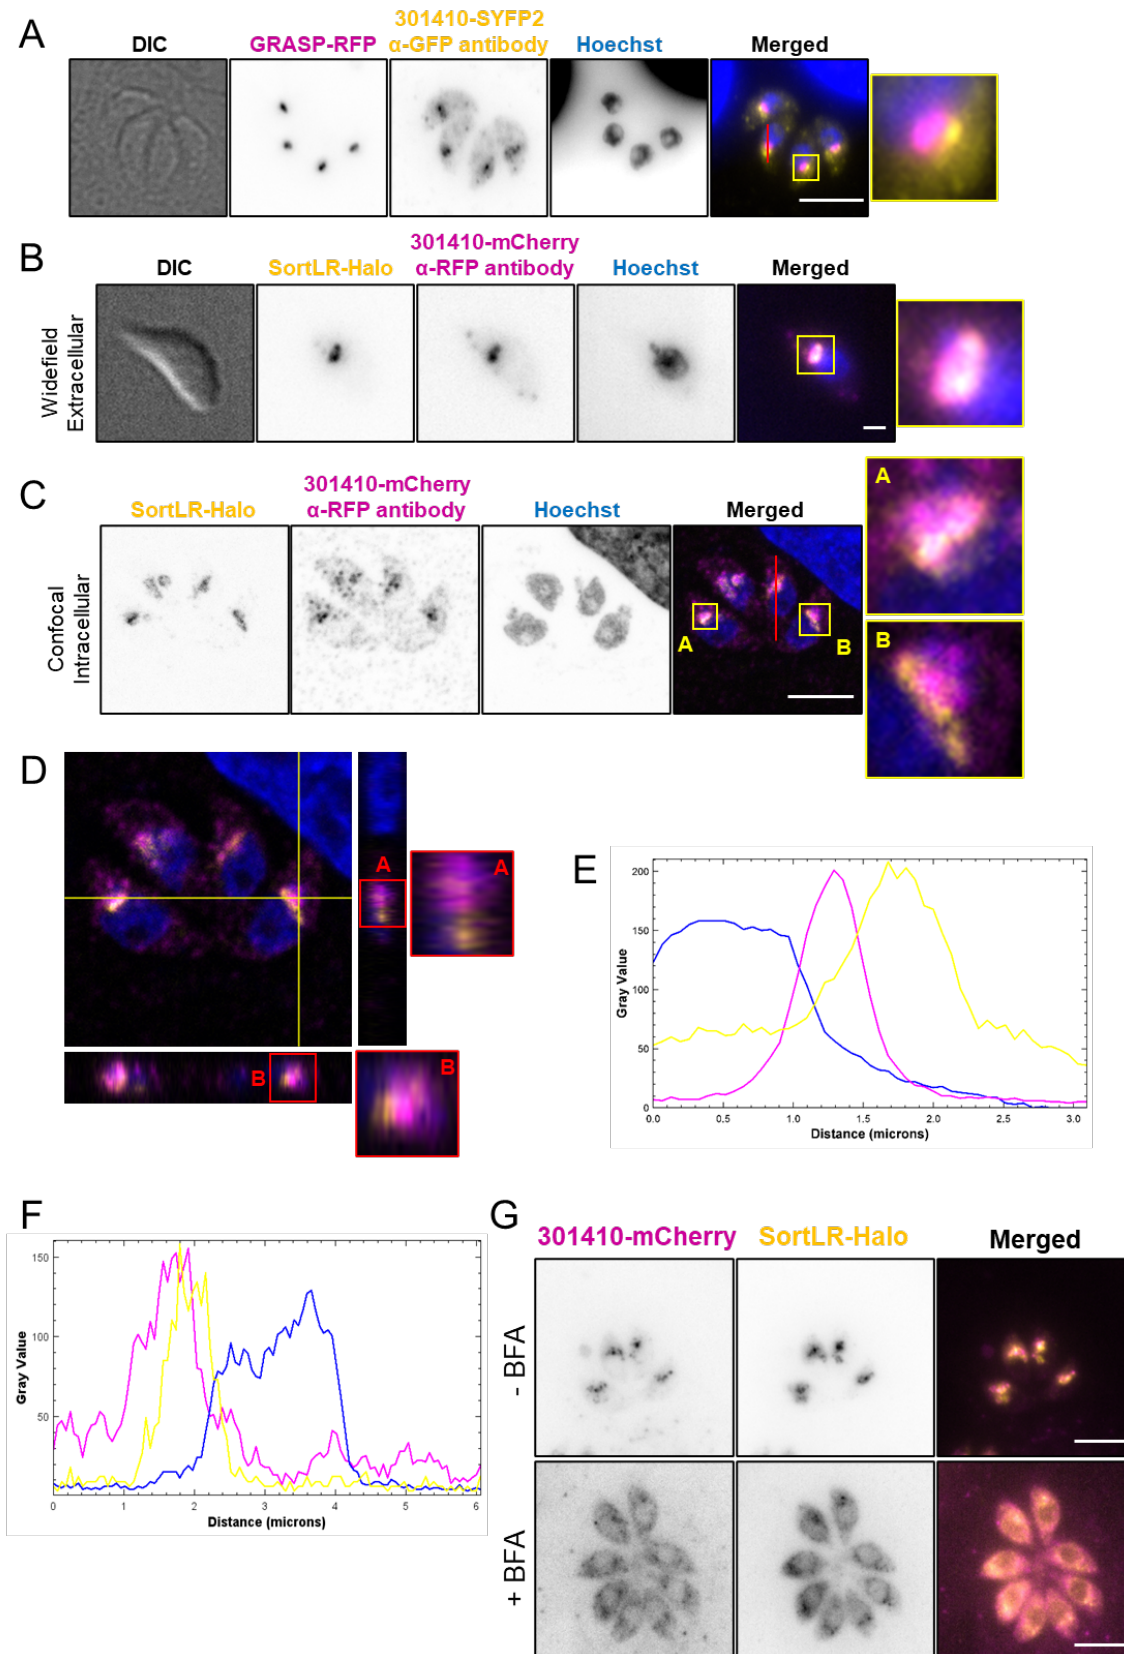 A
DIC
GRASP-RFP
301410-SYFP2
α-GFP antibody
Hoechst
Merged
B
Widefield
Extracellular
DIC
SortLR-Halo
301410-mCherry
α-RFP antibody
Hoechst
Merged
C
Confocal
Intracellular
SortLR-Halo
301410-mCherry
α-RFP antibody
Hoechst
Merged
A
B
A
B
D
A
A
B
B
E
Gray Value
200
150
100
50
0
0.0 0.5 1.0 1.5 2.0 2.5 3.0
Distance (microns)
F
Gray Value
150
100
50
0 1 2 3 4 5 6
Distance (microns)
G
301410-mCherry
SortLR-Halo
Merged
- BFA
+ BFA